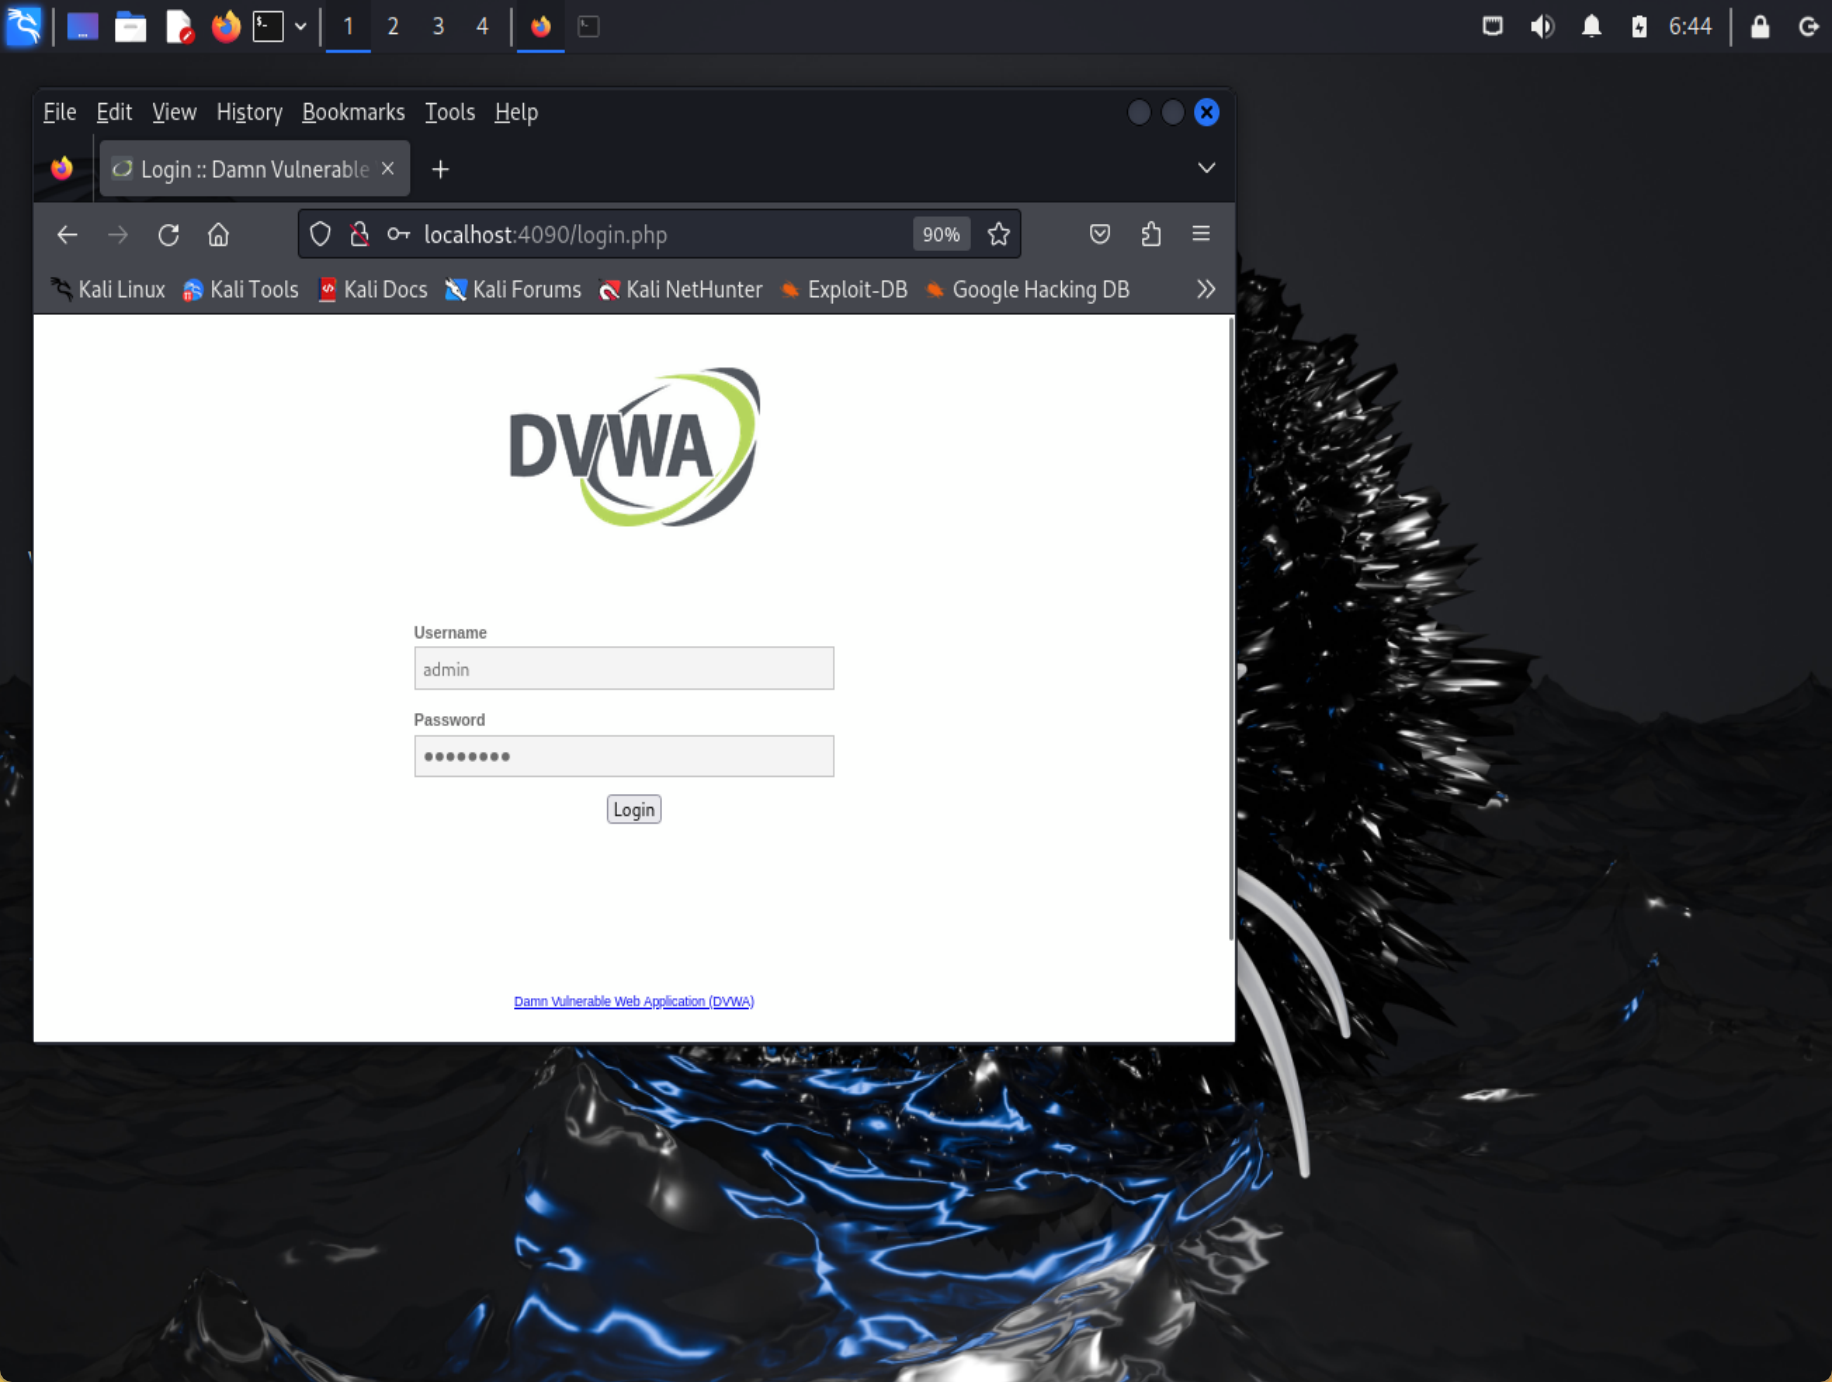 1 2 3 4 6:44
File Edit View History Bookmarks Tools Help
Login :: Damn Vulnerable
localhost:4090/login.php 90%
Kali Linux Kali Tools Kali Docs Kali Forums Kali NetHunter Exploit-DB Google Hacking DB
DVWA
Username
admin
Password
Login
Damn Vulnerable Web Application (DVWA)